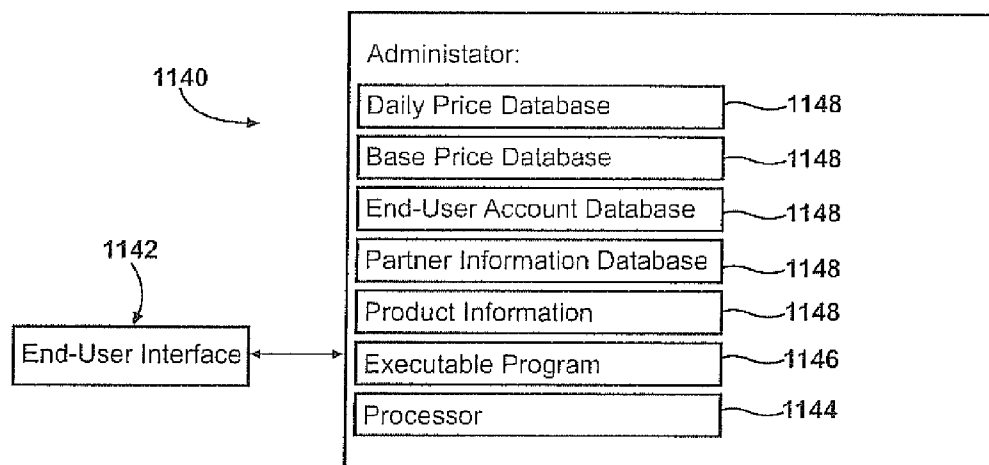 Administator:
1140
Daily Price Database 1148
Base Price Database 1148
End-User Account Database 1148
1142
Partner Information Database 1148
Product Information 1148
End-User Interface
Executable Program 1146
Processor 1144